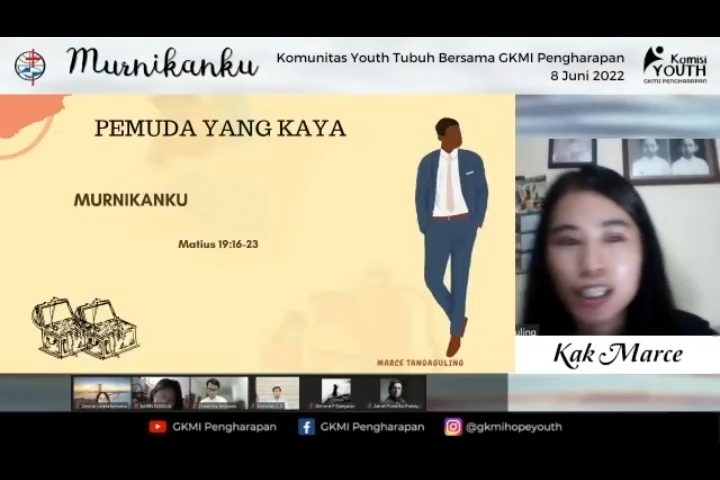 Murnikanku
Komunitas Youth Tubuh Bersama GKMI Pengharapan
8 Juni 2022
Komisi
YOUTH
GKMI PENGHARAPAN
PEMUDA YANG KAYA
MURNIKANKU
Matius 19:16-23
MARCE TANGAGULING
Kak Marce
GKMI Pengharapan
GKMI Pengharapan
@gkmihopeyouth